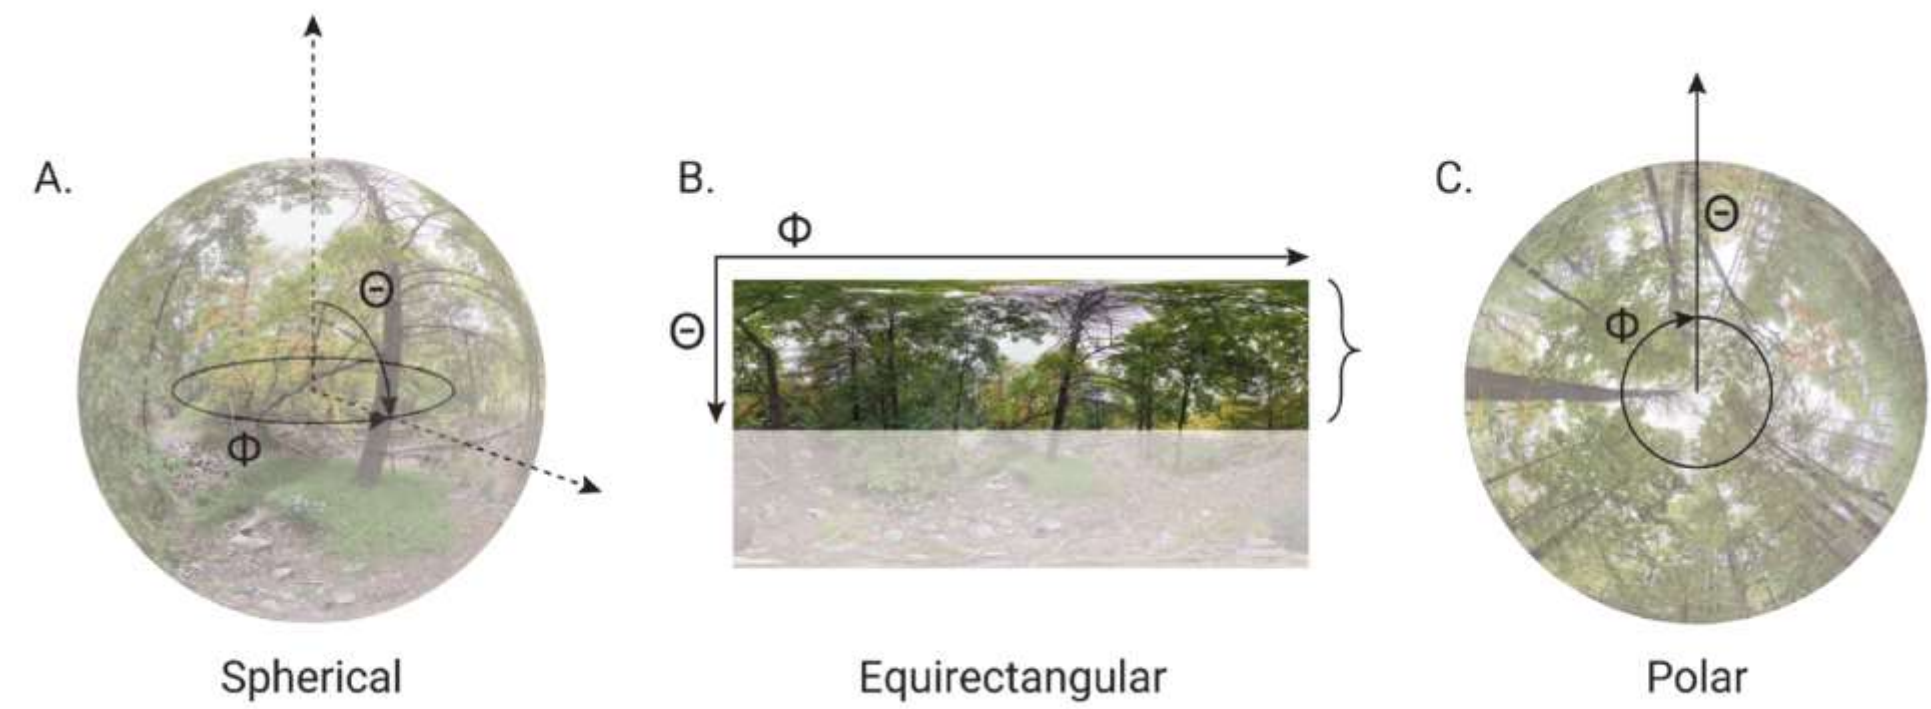 A.
Θ
Φ
Spherical
B.
Φ
Θ
Equirectangular
C.
Θ
Φ
Polar